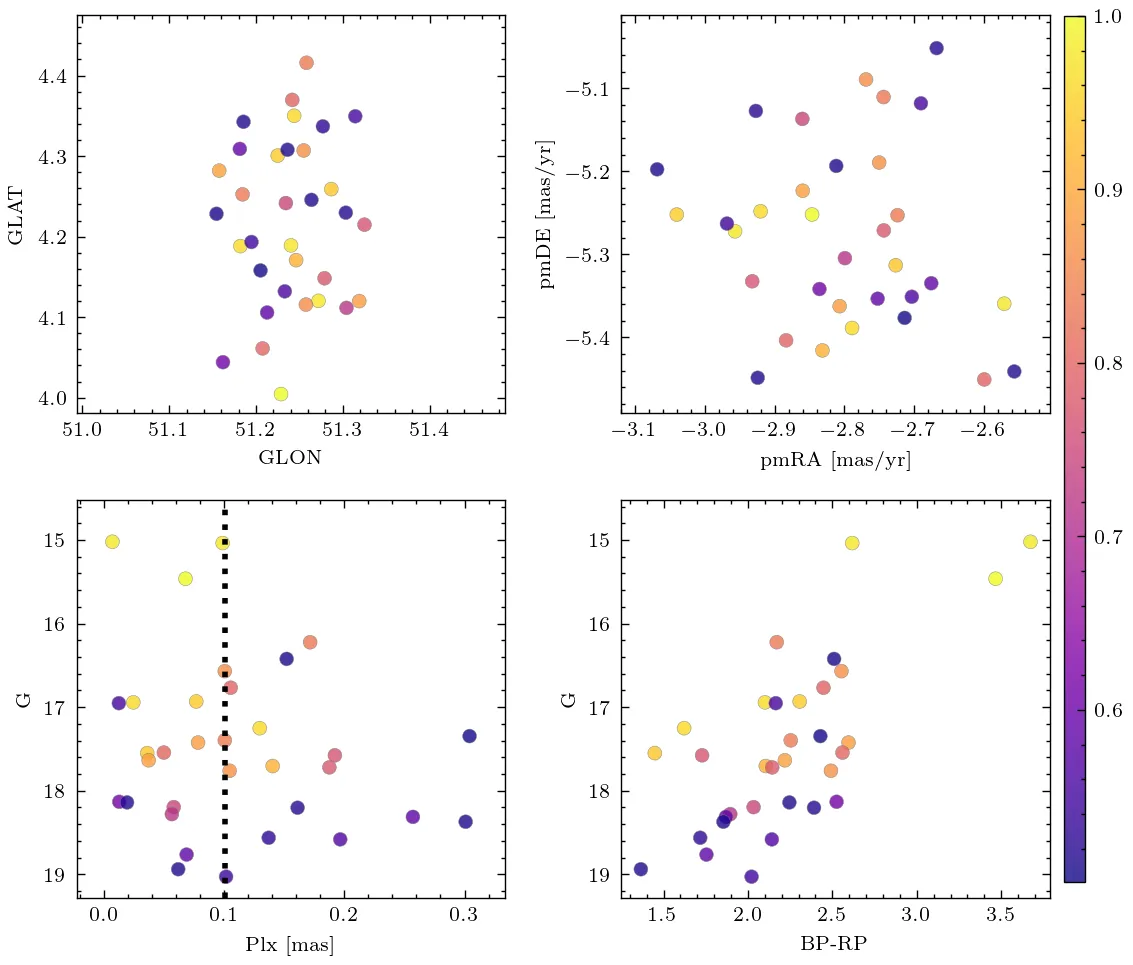 4.4
4.3
4.2
4.1
4.0
GLAT
51.0 51.1 51.2 51.3 51.4
GLON
−5.1
−5.2
−5.3
−5.4
pmDE [mas/yr]
−3.1 −3.0 −2.9 −2.8 −2.7 −2.6
pmRA [mas/yr]
1.0
0.9
0.8
0.7
0.6
15
16
17
18
19
G
0.0 0.1 0.2 0.3
Plx [mas]
15
16
17
18
19
G
1.5 2.0 2.5 3.0 3.5
BP-RP